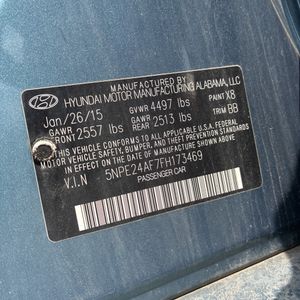 MANUFACTURED BY
HYUNDAI MOTOR MANUFACTURING ALABAMA, LLC
Jan/26/15 GVWR 4497 lbs PAINT X8
GAWR FRONT 2557 lbs GAWR REAR 2513 lbs TRIM BB
THIS VEHICLE CONFORMS TO ALL APPLICABLE
U.S. FEDERAL MOTOR VEHICLE SAFETY, BUMPER,
AND THEFT PREVENTION STANDARDS IN EFFECT ON
THE DATE OF MANUFACTURE SHOWN ABOVE.
V.I.N 5NPE24AF7FH173469
PASSENGER CAR